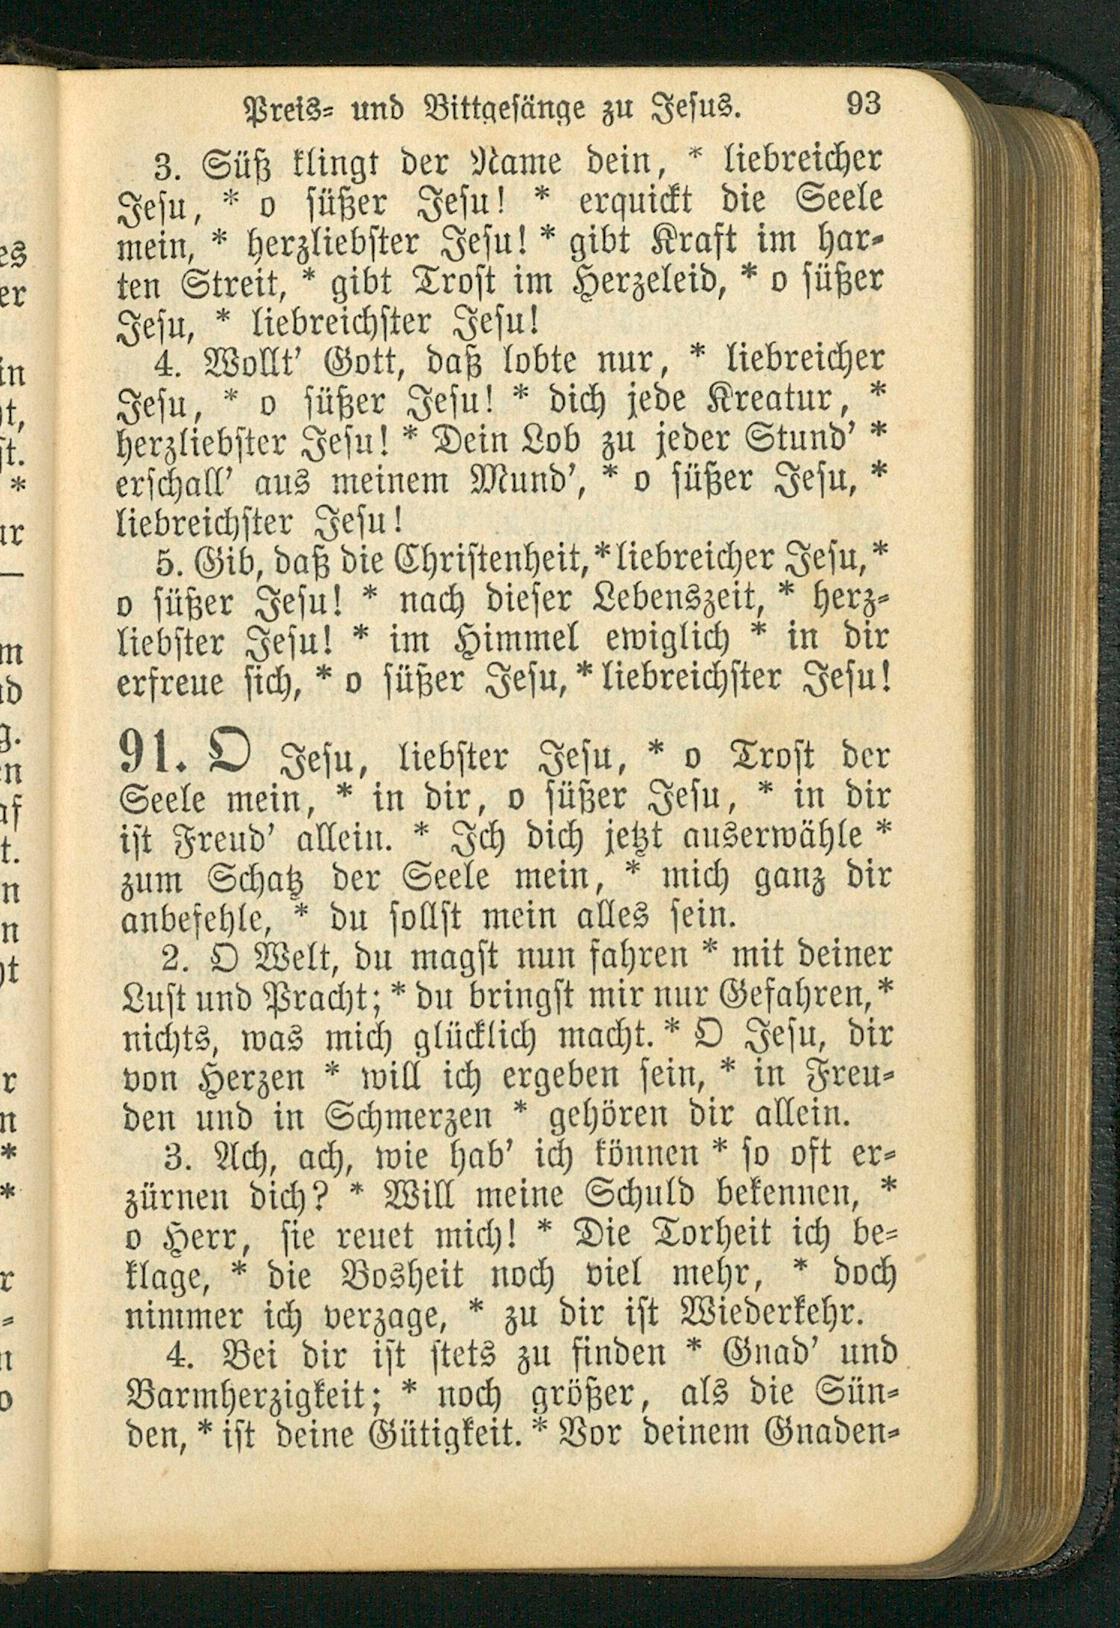 Preis- und Bittgesänge zu Jesus. 93
3. Süß klingt der Name dein, * liebreicher
Jesu, * o süßer Jesu! * erquickt die Seele
mein, * herzliebster Jesu! * gibt Kraft im har-
ten Streit, * gibt Trost im Herzeleid, * o süßer
Jesu, * liebreichster Jesu!
4. Wollt' Gott, daß lobte nur, * liebreicher
Jesu, * o süßer Jesu! * dich jede Kreatur, *
herzliebster Jesu! * Dein Lob zu jeder Stund' *
erschall' aus meinem Mund', * o süßer Jesu, *
liebreichster Jesu!
5. Gib, daß die Christenheit, * liebreicher Jesu, *
o süßer Jesu! * nach dieser Lebenszeit, * herz-
liebster Jesu! * im Himmel ewiglich * in dir
erfreue sich, * o süßer Jesu, * liebreichster Jesu!
91. O Jesu, liebster Jesu, * o Trost der
Seele mein, * in dir, o süßer Jesu, * in dir
ist Freud' allein. * Ich dich jetzt auserwähle *
zum Schatz der Seele mein, * mich ganz dir
anbefehle, * du sollst mein alles sein.
2. O Welt, du magst nun fahren * mit deiner
Lust und Pracht; * du bringst mir nur Gefahren, *
nichts, was mich glücklich macht. * O Jesu, dir
von Herzen * will ich ergeben sein, * in Freu-
den und in Schmerzen * gehören dir allein.
3. Ach, ach, wie hab' ich können * so oft er-
zürnen dich? * Will meine Schuld bekennen, *
o Herr, sie reuet mich! * Die Torheit ich be-
klage, * die Bosheit noch viel mehr, * doch
nimmer ich verzage, * zu dir ist Wiederkehr.
4. Bei dir ist stets zu finden * Gnad' und
Barmherzigkeit; * noch größer, als die Sün-
den, * ist deine Gütigkeit. * Vor deinem Gnaden-